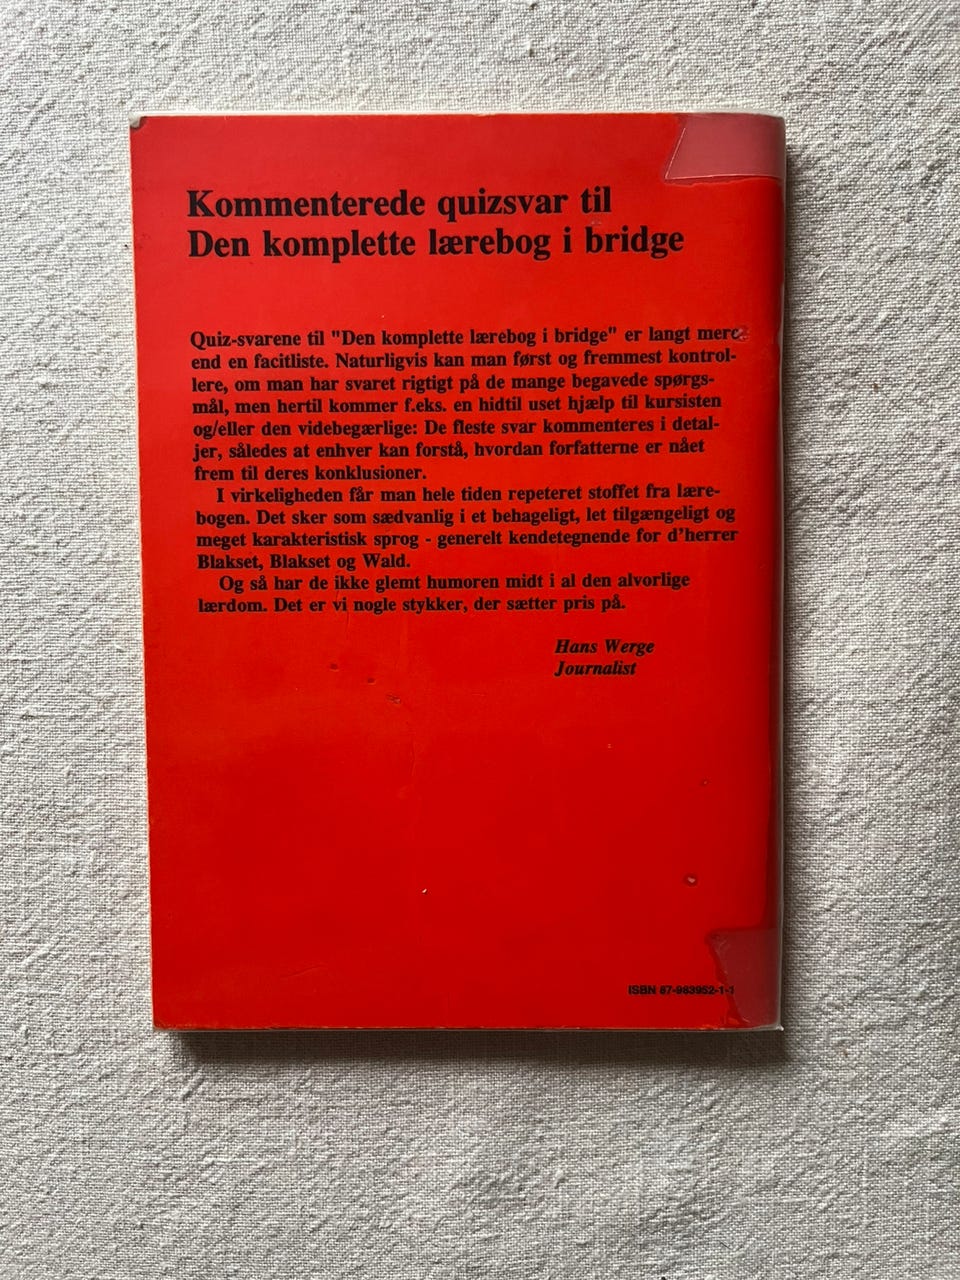 Kommenterede quizsvar til
Den komplette lærebog i bridge
Quiz-svarene til "Den komplette lærebog i bridge" er langt mere
end en facitliste. Naturligvis kan man først og fremmest kontrol-
lere, om man har svaret rigtigt på de mange begavede spørgs-
mål, men hertil kommer f.eks. en hidtil uset hjælp til kursisten
og/eller den videbegærlige: De fleste svar kommenteres i detal-
jer, således at enhver kan forstå, hvordan forfatterne er nået
frem til deres konklusioner.
I virkeligheden får man hele tiden repeteret stoffet fra lære-
bogen. Det sker som sædvanlig i et behageligt, let tilgængeligt og
meget karakteristisk sprog - generelt kendetegnende for d'herrer
Blakset, Blakset og Wald.
Og så har de ikke glemt humoren midt i al den alvorlige
lærdom. Det er vi nogle stykker, der sætter pris på.
Hans Werge
Journalist
ISBN 87-983952-1-1